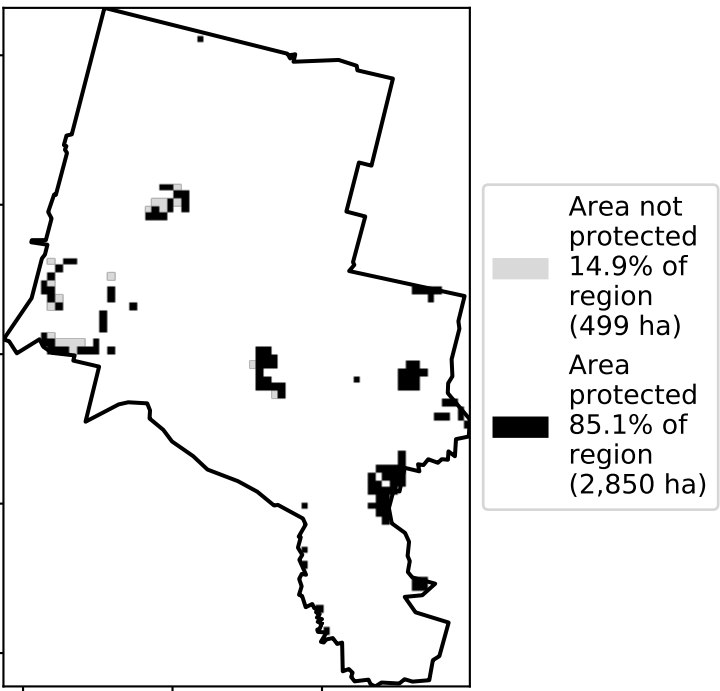 Area not
protected
14.9% of
region
(499 ha)
Area
protected
85.1% of
region
(2,850 ha)